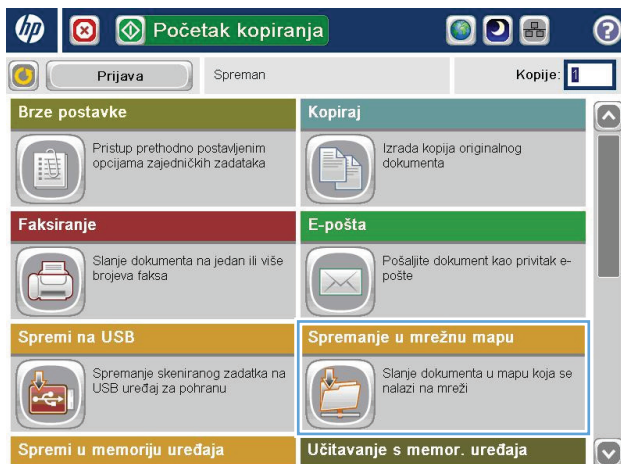 hp
Početak kopiranja
?
Prijava
Spreman
Kopije: 1
Brze postavke
Pristup prethodno postavljenim
opcijama zajedničkih zadataka
Kopiraj
Izrada kopija originalnog
dokumenta
Faksiranje
Slanje dokumenta na jedan ili više
brojeva faksa
E-pošta
Pošaljite dokument kao privitak e-
pošte
Spremi na USB
Spremanje skeniranog zadatka na
USB uređaj za pohranu
Spremanje u mrežnu mapu
Slanje dokumenta u mapu koja se
nalazi na mreži
Spremi u memoriju uređaja
Učitavanje s memor. uređaja